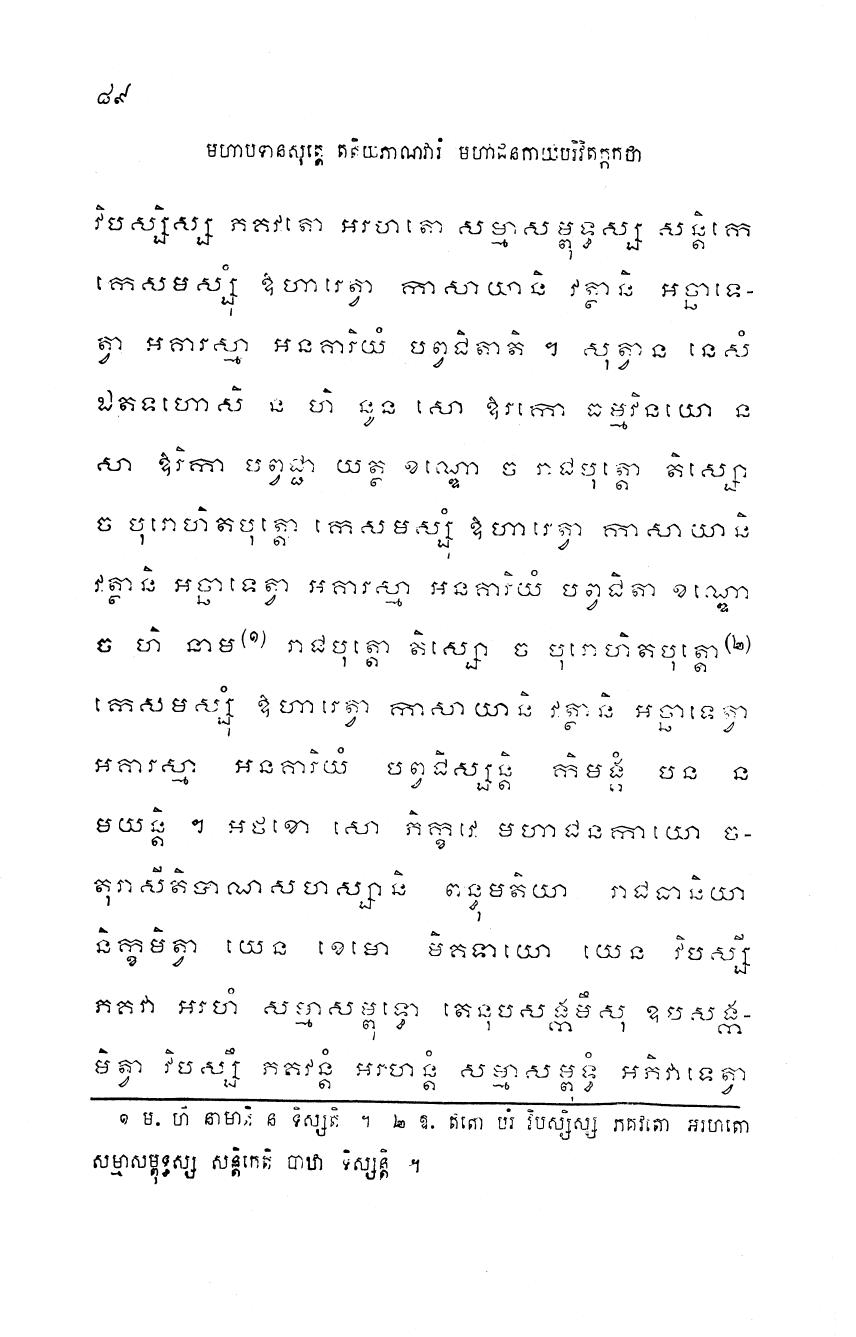 ៨៩
មហាបទានសុត្តេ តតិយភាណវារំ មហាជនកាយបរិវិតក្កកថា
វិបស្សិស្ស ភគវតោ អរហតោ សម្មាសម្ពុទ្ធស្ស សន្តិកេ
កេសមស្សុំ ឱហារេត្វា កាសាយានិ វត្ថានិ អច្ឆាទេ-
ត្វា អគារស្មា អនគារិយំ បព្វជិតាតិ ។ សុត្វាន នេសំ
ឯតទហោសិ ន ហិ នូន សោ ឱរកោ ធម្មវិនយោ ន
សា ឱរិកា បព្វជ្ជា យត្ថ ខណ្ឌោ ច រាជបុត្តោ តិស្សោ
ច បុរោហិតបុត្តោ កេសមស្សុំ ឱហារេត្វា កាសាយានិ
វត្ថានិ អច្ឆាទេត្វា អគារស្មា អនគារិយំ បព្វជិតា ខណ្ឌោ
ច ហិ នាម(១) រាជបុត្តោ តិស្សោ ច បុរោហិតបុត្តោ(២)
កេសមស្សុំ ឱហារេត្វា កាសាយានិ វត្ថានិ អច្ឆាទេត្វា
អគារស្មា អនគារិយំ បព្វជិស្សន្តិ កិមង្គំ បន ន
មយន្តិ ។ អថខោ សោ ភិក្ខវេ មហាជនកាយោ ច-
តុរាសីតិបាណសហស្សានិ ពន្ធុមតិយា រាជធានិយា
និក្ខមិត្វា យេន ខេមោ មិគទាយោ យេន វិបស្សី
ភគវា អរហំ សម្មាសម្ពុទ្ធោ តេនុបសង្កមឹសុ ឧបសង្ក-
មិត្វា វិបស្សឹ ភគវន្តំ អរហន្តំ សម្មាសម្ពុទ្ធំ អភិវាទេត្វា
១ ម. ហិ នាមាតិ ន ទិស្សតិ ។ ២ ឱ. ឥតោ បរំ វិបស្សិស្ស ភគវតោ អរហតោ
សម្មាសម្ពុទ្ធស្ស សន្តិកេតិ បាឋា ទិស្សន្តិ ។